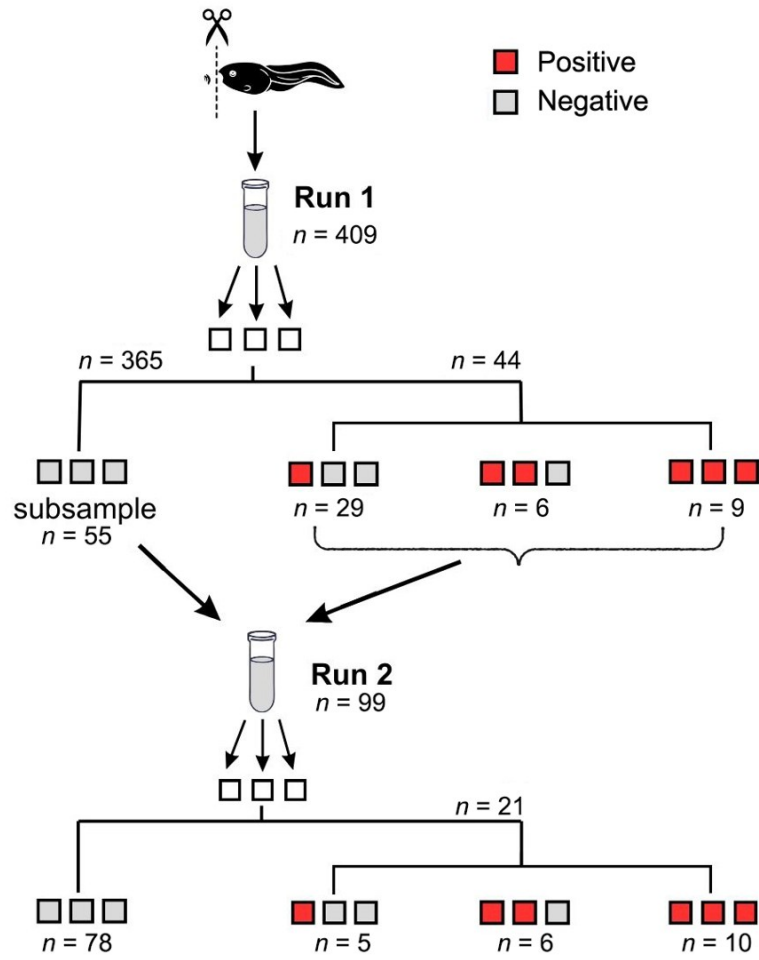 Positive
Negative
Run 1
n = 409
n = 365
n = 44
subsample
n = 55
n = 29
n = 6
n = 9
Run 2
n = 99
n = 21
n = 78
n = 5
n = 6
n = 10